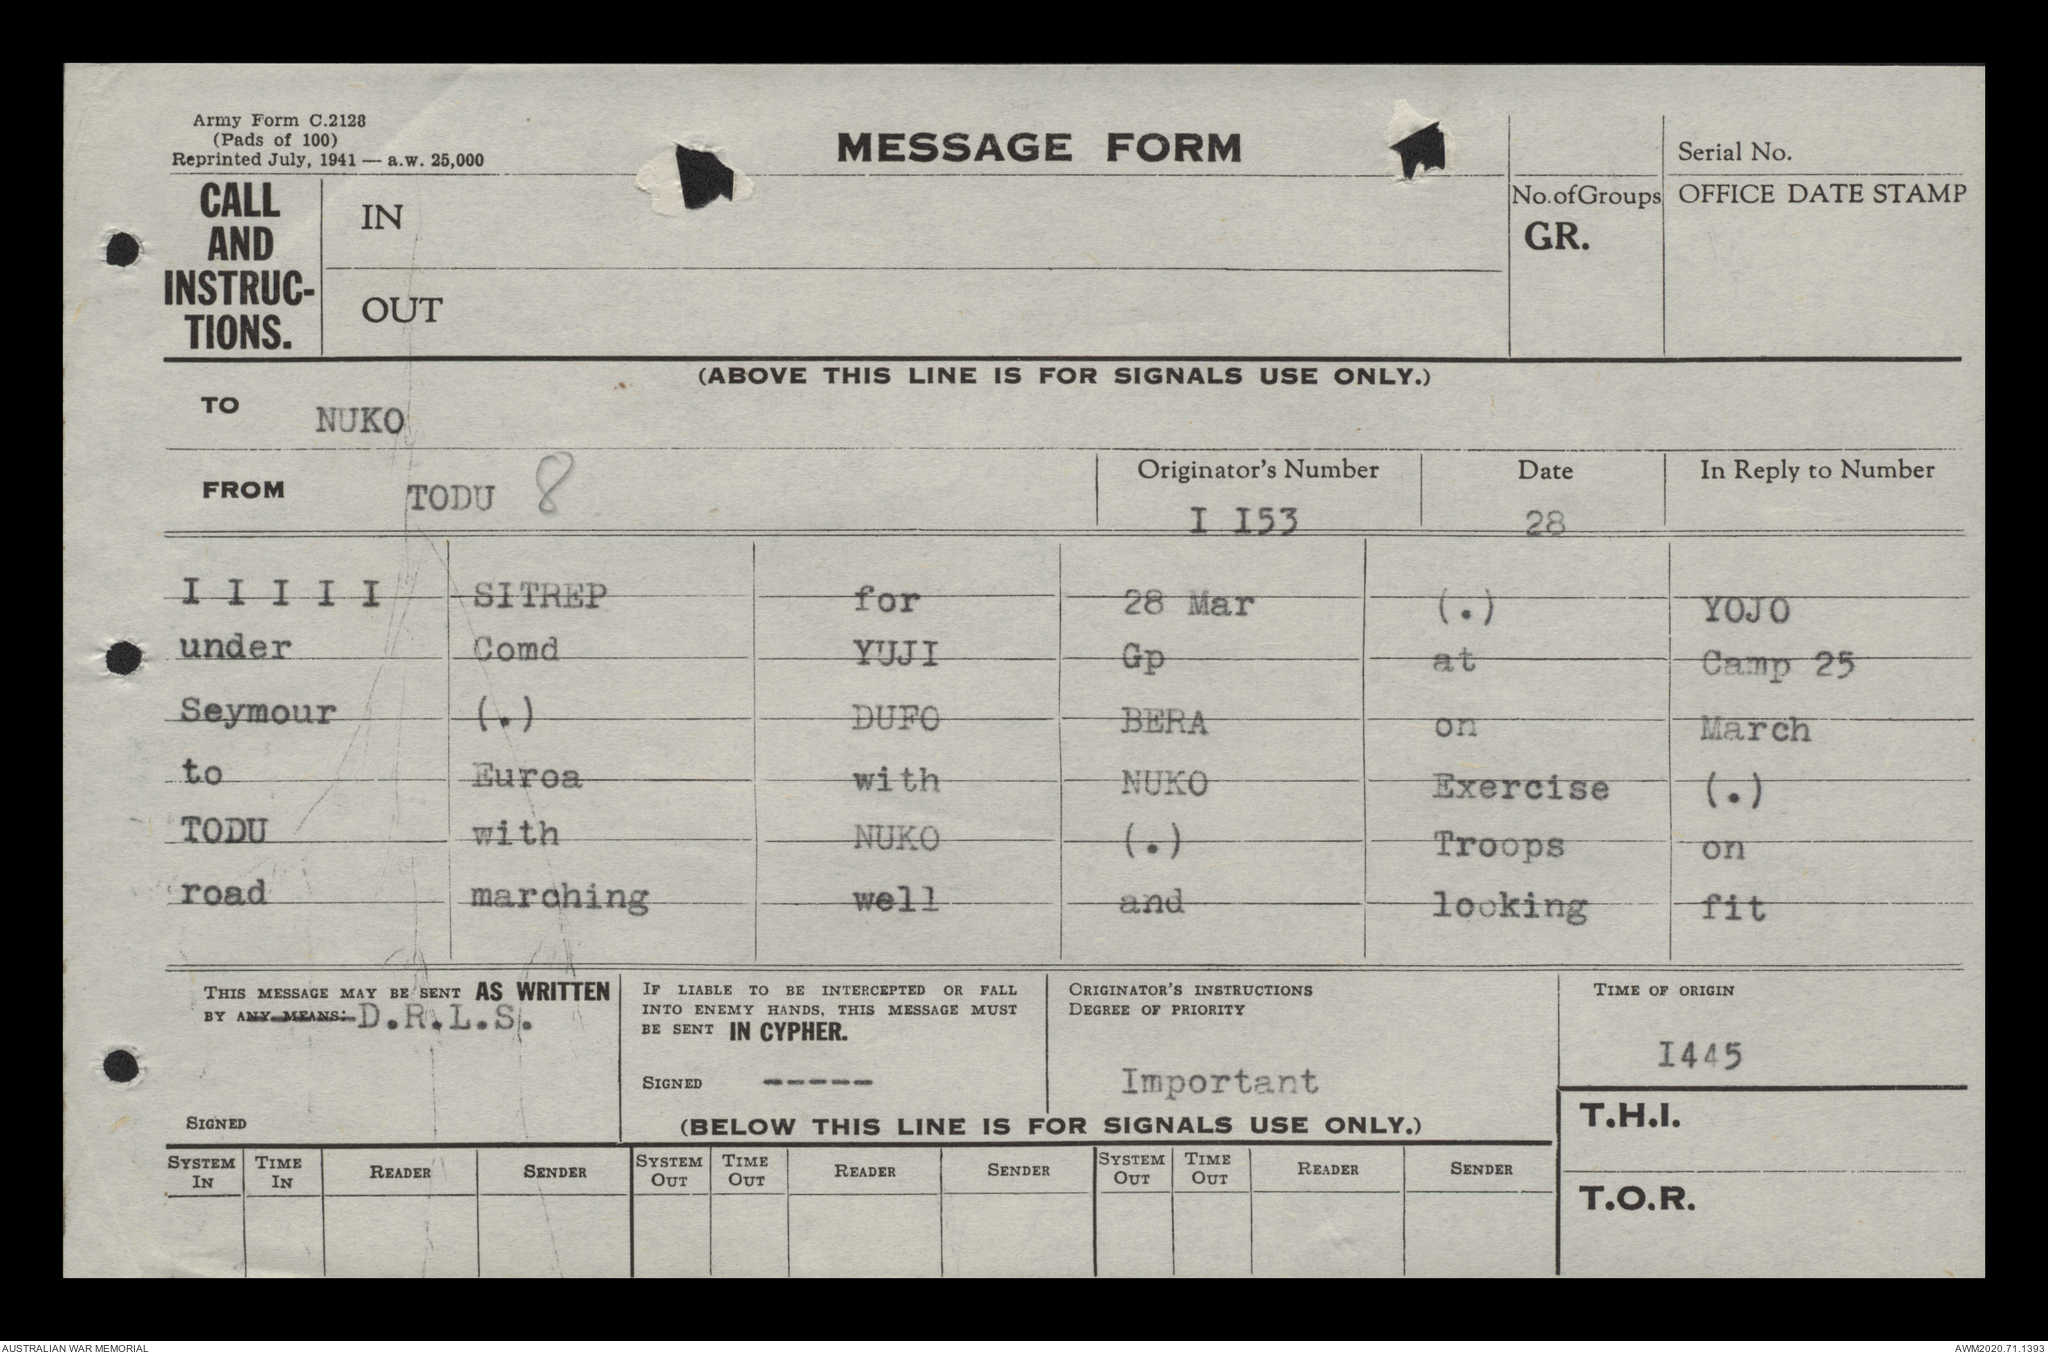 Army Form C.2128
(Pads of 100)
Reprinted July, 1941 — a.w. 25,000
MESSAGE FORM
Serial No.
CALL
AND
INSTRUC-
TIONS.
IN
OUT
No. of Groups
GR.
OFFICE DATE STAMP
(ABOVE THIS LINE IS FOR SIGNALS USE ONLY.)
TO NUKO
FROM TODU 8
Originator's Number
I I53
Date
28
In Reply to Number
I I I I I SITREP for 28 Mar (.) YOJO
under Comd YUJI Gp at Camp 25
Seymour (.) DUFO BERA on March
to Euroa with NUKO Exercise (.)
TODU with NUKO (.) Troops on
road marching well and looking fit
THIS MESSAGE MAY BE SENT AS WRITTEN
BY ANY MEANS: D.R.L.S.
SIGNED
IF LIABLE TO BE INTERCEPTED OR FALL
INTO ENEMY HANDS, THIS MESSAGE MUST
BE SENT IN CYPHER.
SIGNED -----
ORIGINATOR'S INSTRUCTIONS
DEGREE OF PRIORITY
Important
TIME OF ORIGIN
I445
(BELOW THIS LINE IS FOR SIGNALS USE ONLY.)
T.H.I.
T.O.R.
SYSTEM IN TIME IN READER SENDER SYSTEM OUT TIME OUT READER SENDER SYSTEM OUT TIME OUT READER SENDER
AUSTRALIAN WAR MEMORIAL
AWM2020.71.1393